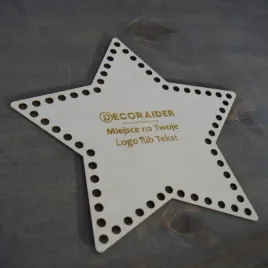 DECORAIDER
Miejsce na Twoje
Logo lub Tekst